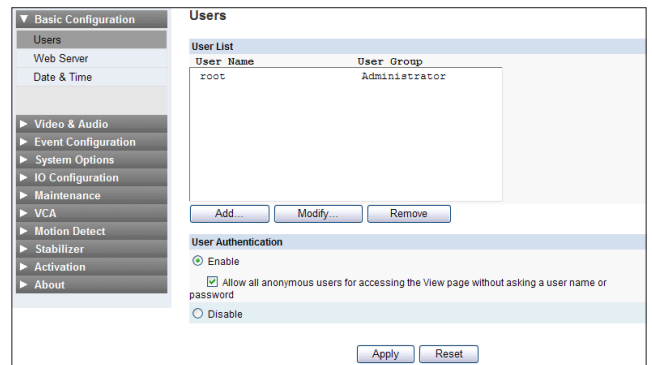 ▼ Basic Configuration
Users
Web Server
Date & Time
► Video & Audio
► Event Configuration
► System Options
► IO Configuration
► Maintenance
► VCA
► Motion Detect
► Stabilizer
► Activation
► About
Users
User List
User Name User Group
root Administrator
Add... Modify... Remove
User Authentication
Enable
Allow all anonymous users for accessing the View page without asking a user name or
password
Disable
Apply Reset